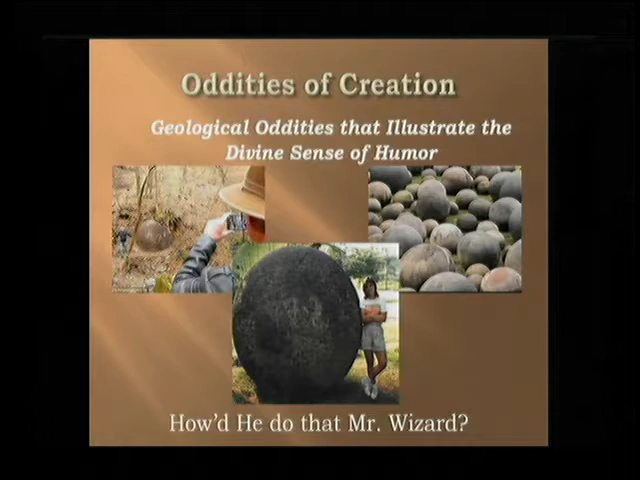 Oddities of Creation
Geological Oddities that Illustrate the
Divine Sense of Humor
How'd He do that Mr. Wizard?